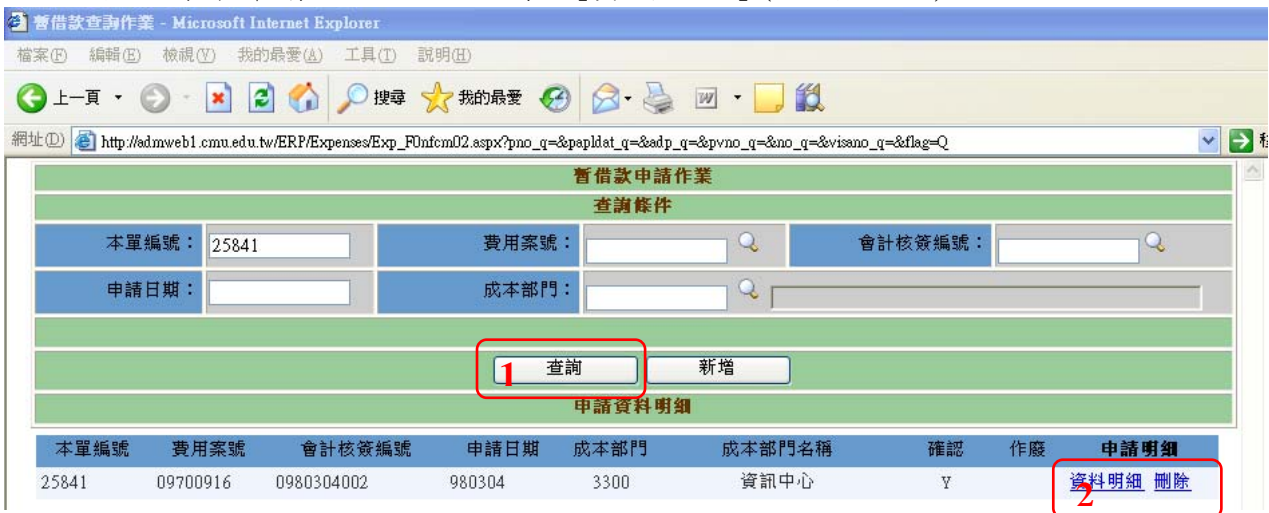 暫借款查詢作業 - Microsoft Internet Explorer
檔案(F) 編輯(E) 檢視(V) 我的最愛(A) 工具(T) 說明(H)
上一頁 搜尋 我的最愛
網址(D) http://admweb1.cmu.edu.tw/ERP/Expenses/Exp_F0nfcm02.aspx?pno_q=&papldat_q=&adp_q=&pvno_q=&no_q=&visano_q=&flag=Q
暫借款申請作業
查詢條件
本單編號： 25841 費用案號： 會計核簽編號：
申請日期： 成本部門：
1 查詢 新增
申請資料明細
本單編號 費用案號 會計核簽編號 申請日期 成本部門 成本部門名稱 確認 作廢 申請明細
25841 09700916 0980304002 980304 3300 資訊中心 Y 資料明細 刪除
2